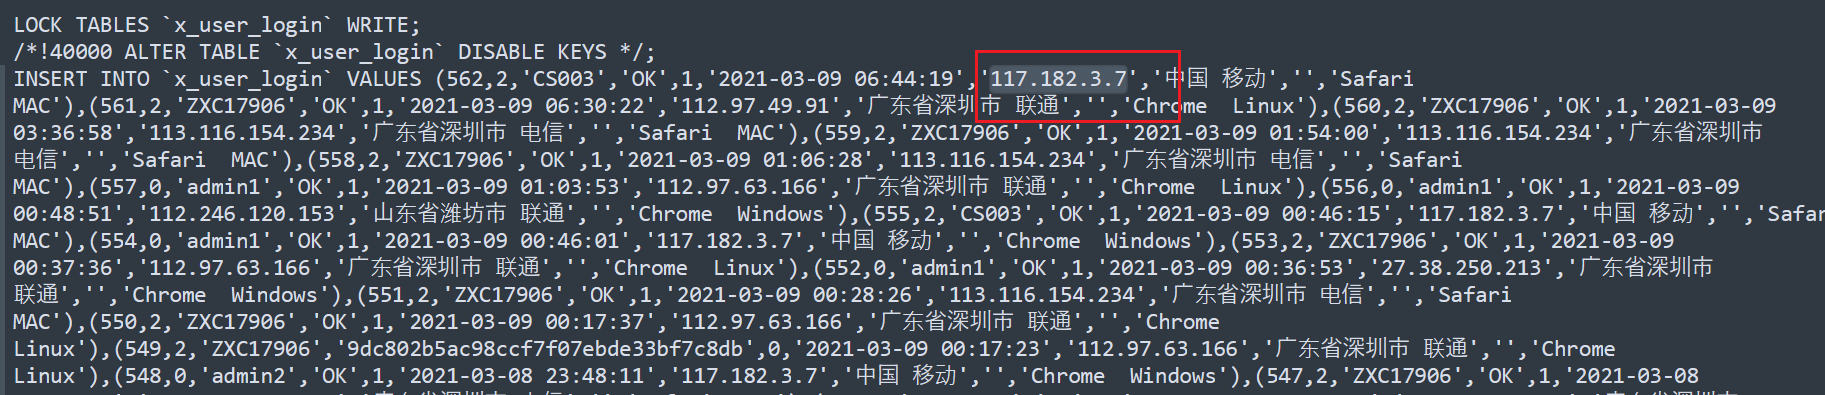 LOCK TABLES `x_user_login` WRITE;
/*!40000 ALTER TABLE `x_user_login` DISABLE KEYS */;
INSERT INTO `x_user_login` VALUES (562,2,'CS003','OK',1,'2021-03-09 06:44:19','117.182.3.7','中国 移动','','Safari
MAC'),(561,2,'ZXC17906','OK',1,'2021-03-09 06:30:22','112.97.49.91','广东省深圳市 联通','','Chrome  Linux'),(560,2,'ZXC17906','OK',1,'2021-03-09
03:36:58','113.116.154.234','广东省深圳市 电信','','Safari  MAC'),(559,2,'ZXC17906','OK',1,'2021-03-09 01:54:00','113.116.154.234','广东省深圳市
电信','','Safari  MAC'),(558,2,'ZXC17906','OK',1,'2021-03-09 01:06:28','113.116.154.234','广东省深圳市 电信','','Safari
MAC'),(557,0,'admin1','OK',1,'2021-03-09 01:03:53','112.97.63.166','广东省深圳市 联通','','Chrome  Linux'),(556,0,'admin1','OK',1,'2021-03-09
00:48:51','112.246.120.153','山东省潍坊市 联通','','Chrome  Windows'),(555,2,'CS003','OK',1,'2021-03-09 00:46:15','117.182.3.7','中国 移动','','Safar
MAC'),(554,0,'admin1','OK',1,'2021-03-09 00:46:01','117.182.3.7','中国 移动','','Chrome  Windows'),(553,2,'ZXC17906','OK',1,'2021-03-09
00:37:36','112.97.63.166','广东省深圳市 联通','','Chrome  Linux'),(552,0,'admin1','OK',1,'2021-03-09 00:36:53','27.38.250.213','广东省深圳市
联通','','Chrome  Windows'),(551,2,'ZXC17906','OK',1,'2021-03-09 00:28:26','113.116.154.234','广东省深圳市 电信','','Safari
MAC'),(550,2,'ZXC17906','OK',1,'2021-03-09 00:17:37','112.97.63.166','广东省深圳市 联通','','Chrome
Linux'),(549,2,'ZXC17906','9dc802b5ac98ccf7f07ebde33bf7c8db',0,'2021-03-09 00:17:23','112.97.63.166','广东省深圳市 联通','','Chrome
Linux'),(548,0,'admin2','OK',1,'2021-03-08 23:48:11','117.182.3.7','中国 移动','','Chrome  Windows'),(547,2,'ZXC17906','OK',1,'2021-03-08